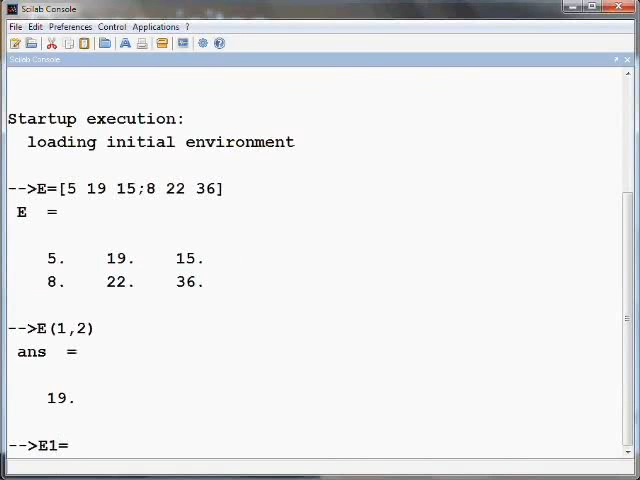 Scilab Console
File Edit Preferences Control Applications ?
Scilab Console
Startup execution:
loading initial environment
-->E=[5 19 15;8 22 36]
E =
5. 19. 15.
8. 22. 36.
-->E(1,2)
ans =
19.
-->E1=